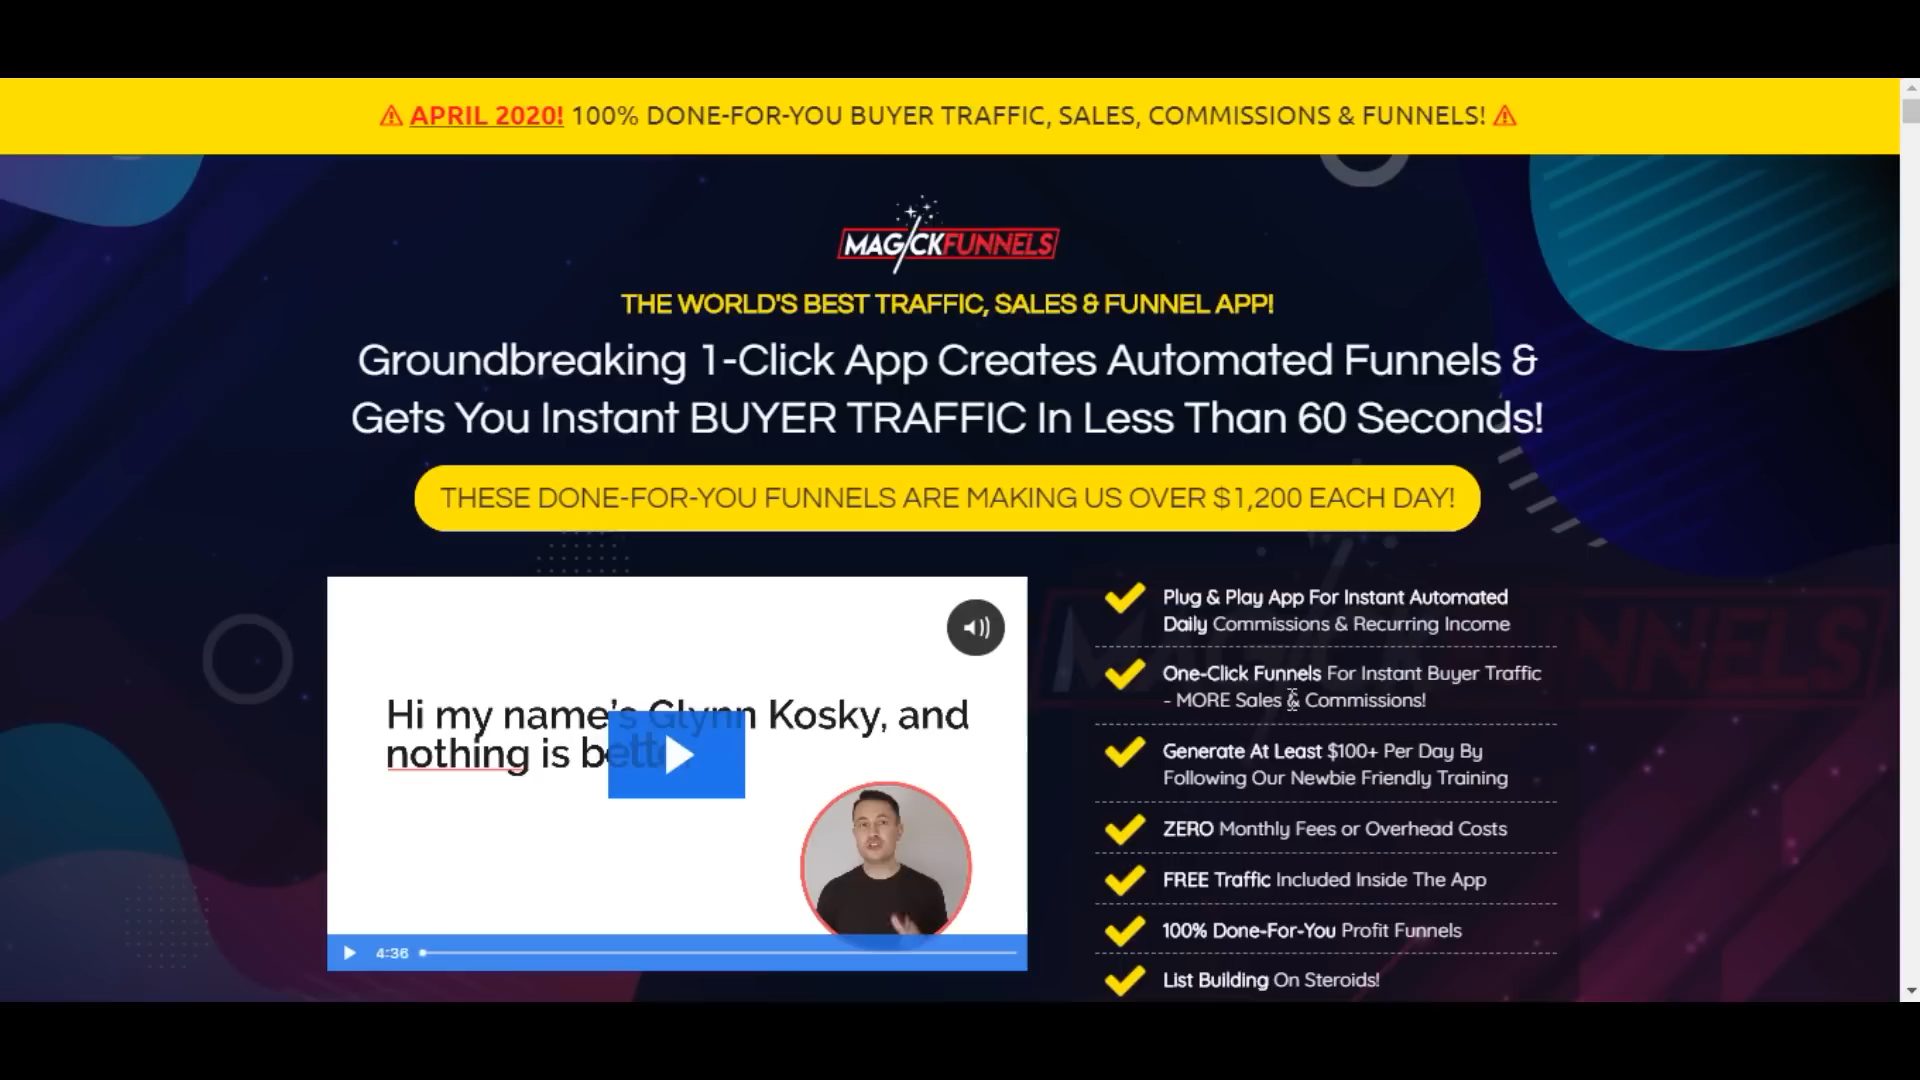 APRIL 2020! 100% DONE-FOR-YOU BUYER TRAFFIC, SALES, COMMISSIONS & FUNNELS!
MAGICKFUNNELS
THE WORLD'S BEST TRAFFIC, SALES & FUNNEL APP!
Groundbreaking 1-Click App Creates Automated Funnels &
Gets You Instant BUYER TRAFFIC In Less Than 60 Seconds!
THESE DONE-FOR-YOU FUNNELS ARE MAKING US OVER $1,200 EACH DAY!
Hi my name's Glynn Kosky, and
nothing is
4:36
Plug & Play App For Instant Automated
Daily Commissions & Recurring Income
One-Click Funnels For Instant Buyer Traffic
- MORE Sales & Commissions!
Generate At Least $100+ Per Day By
Following Our Newbie Friendly Training
ZERO Monthly Fees or Overhead Costs
FREE Traffic Included Inside The App
100% Done-For-You Profit Funnels
List Building On Steroids!